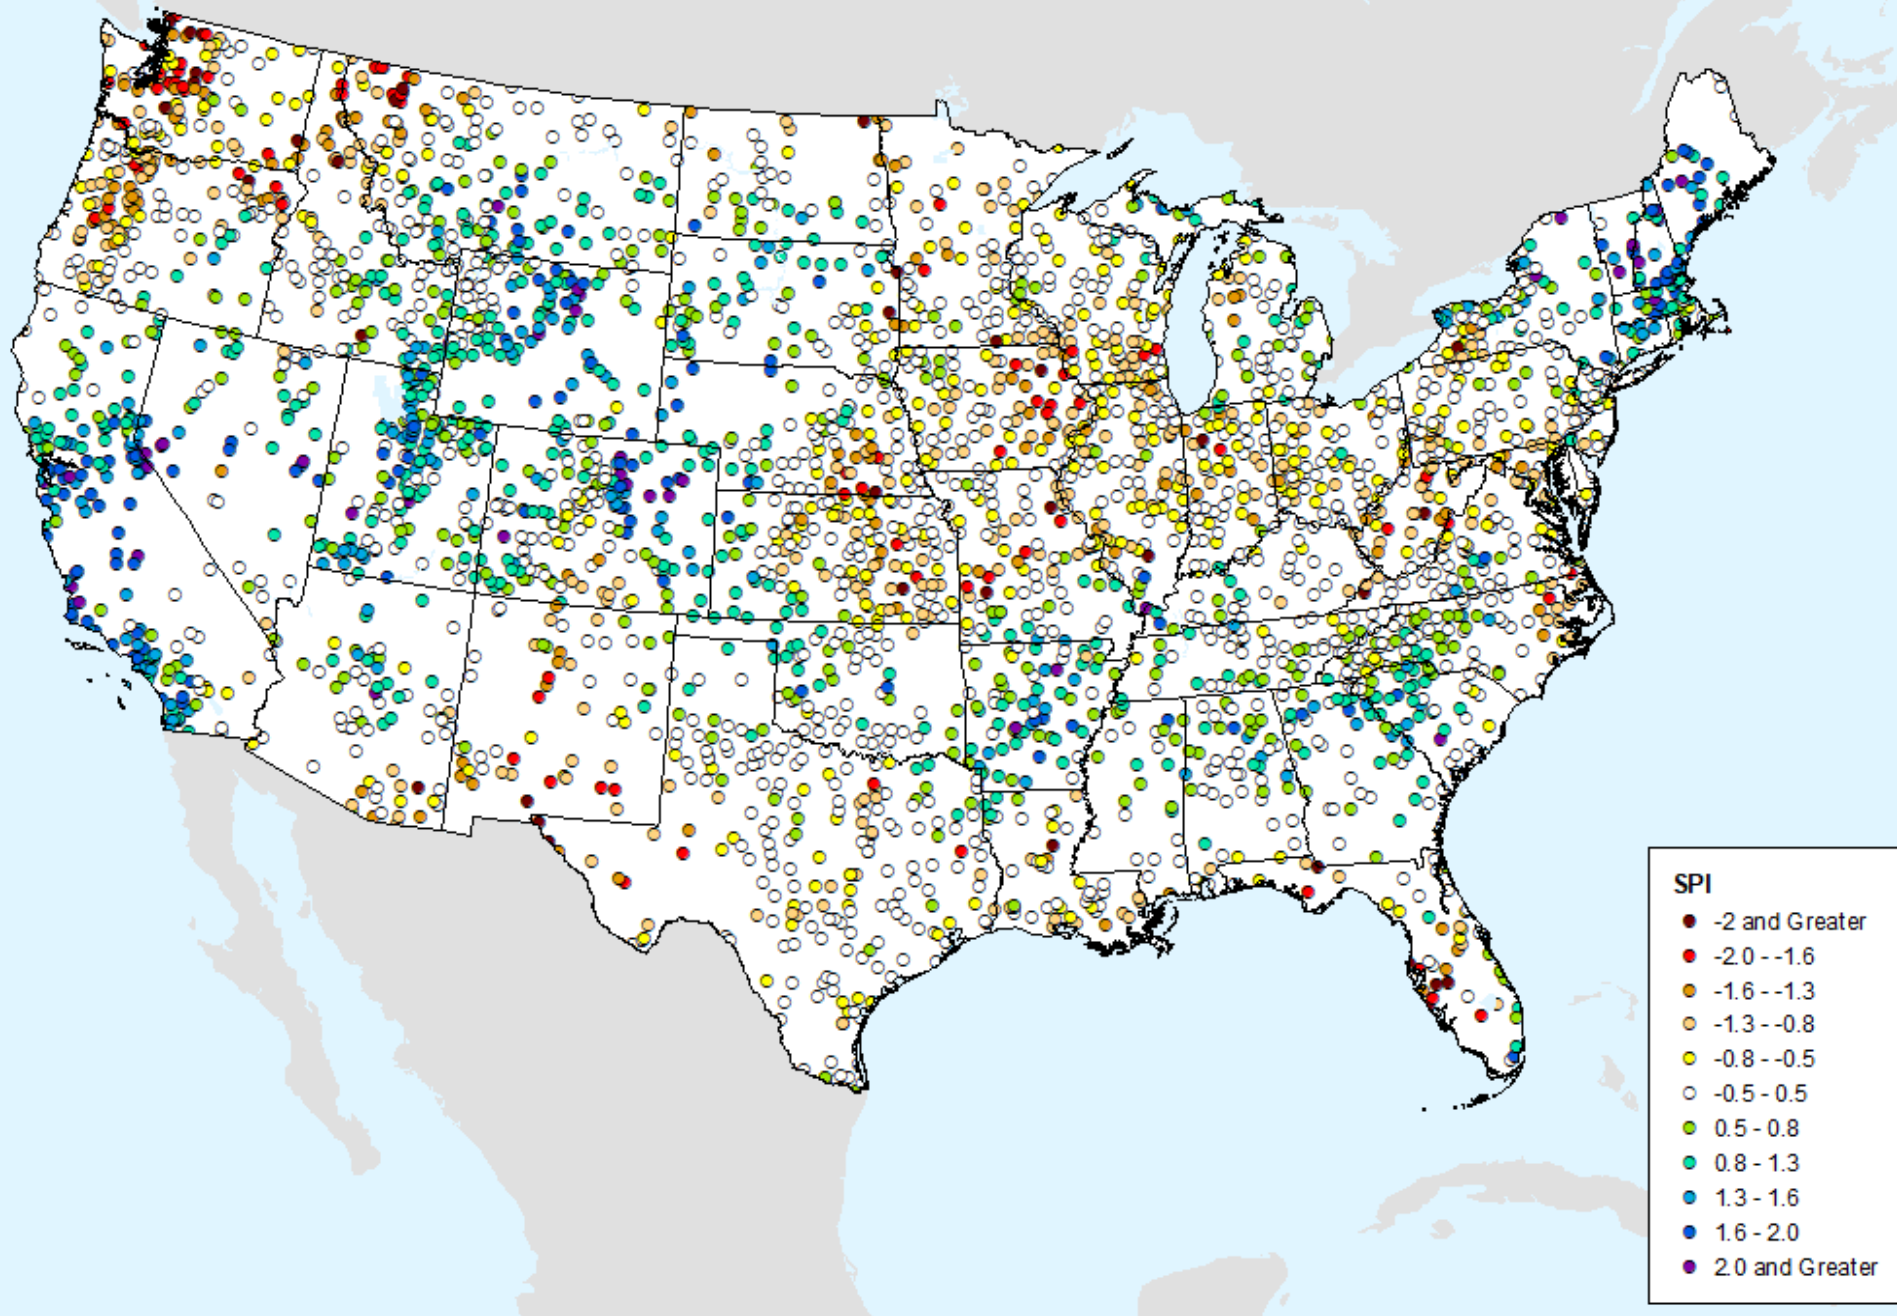 SPI
-2 and Greater
-2.0 - -1.6
-1.6 - -1.3
-1.3 - -0.8
-0.8 - -0.5
-0.5 - 0.5
0.5 - 0.8
0.8 - 1.3
1.3 - 1.6
1.6 - 2.0
2.0 and Greater